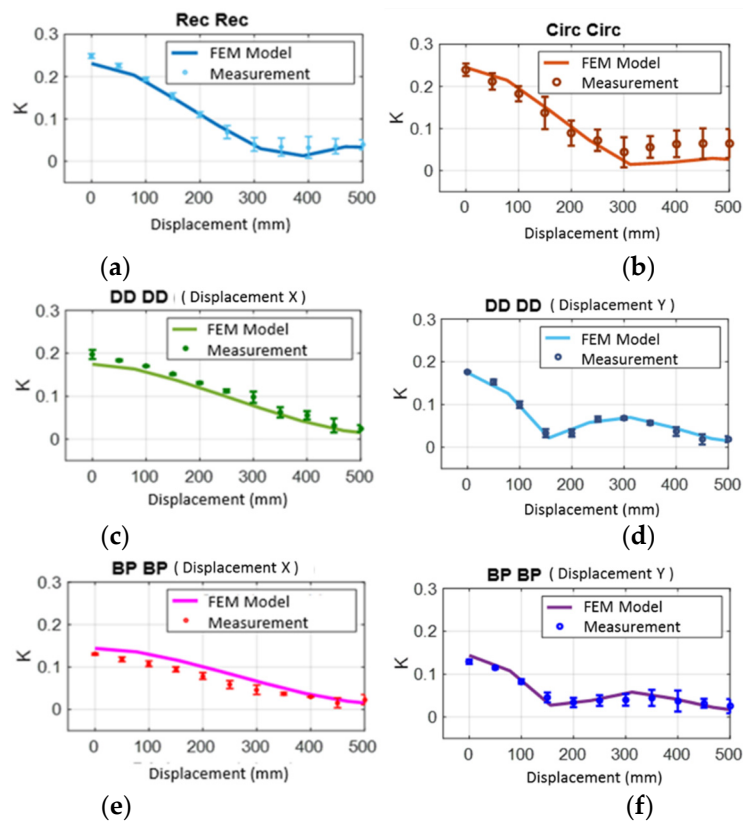 Rec Rec
0.3
0.2
0.1
0
K
FEM Model
Measurement
0 100 200 300 400 500
Displacement (mm)
(a)
Circ Circ
0.3
0.2
0.1
0
K
FEM Model
Measurement
0 100 200 300 400 500
Displacement (mm)
(b)
DD DD ( Displacement X )
0.3
0.2
0.1
0
K
FEM Model
Measurement
0 100 200 300 400 500
Displacement (mm)
(c)
DD DD ( Displacement Y )
0.3
0.2
0.1
0
K
FEM Model
Measurement
0 100 200 300 400 500
Displacement (mm)
(d)
BP BP ( Displacement X )
0.3
0.2
0.1
0
K
FEM Model
Measurement
0 100 200 300 400 500
Displacement (mm)
(e)
BP BP ( Displacement Y )
0.3
0.2
0.1
0
K
FEM Model
Measurement
0 100 200 300 400 500
Displacement (mm)
(f)